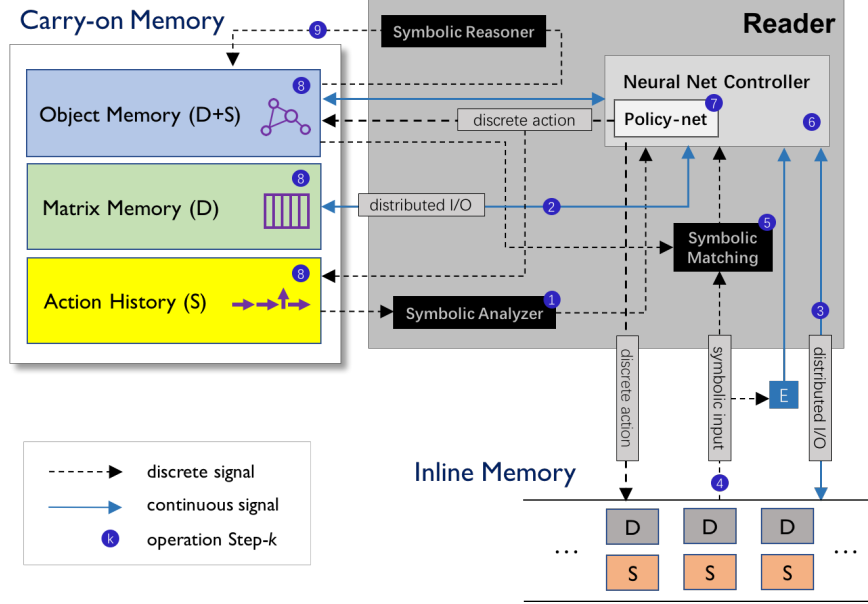 Carry-on Memory
Reader
9
Symbolic Reasoner
8
Object Memory (D+S)
Neural Net Controller
7
Policy-net
6
discrete action
8
Matrix Memory (D)
distributed I/O
2
5
Symbolic
Matching
8
Action History (S)
1
Symbolic Analyzer
3
discrete action
symbolic input
distributed I/O
E
discrete signal
continuous signal
k
operation Step-k
Inline Memory
4
D
D
D
...
...
S
S
S